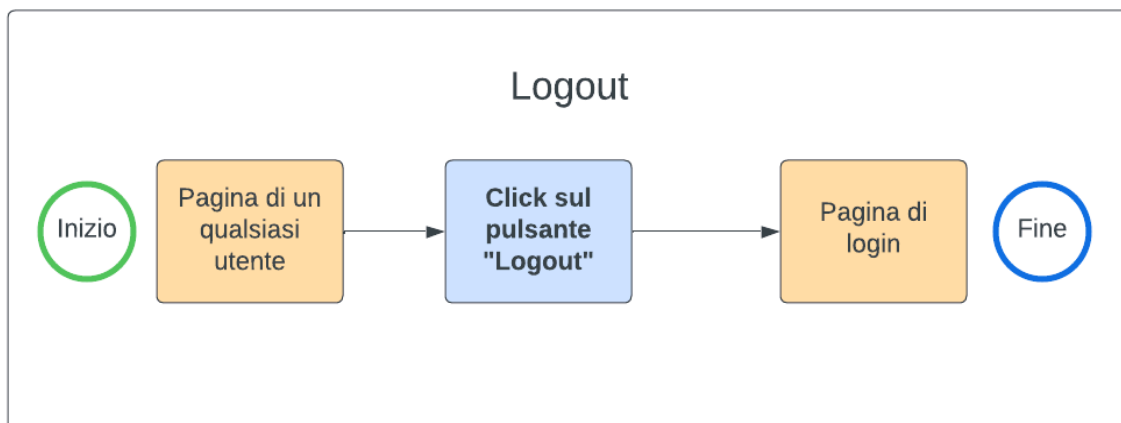 Logout
Inizio
Pagina di un
qualsiasi
utente
Click sul
pulsante
"Logout"
Pagina di
login
Fine